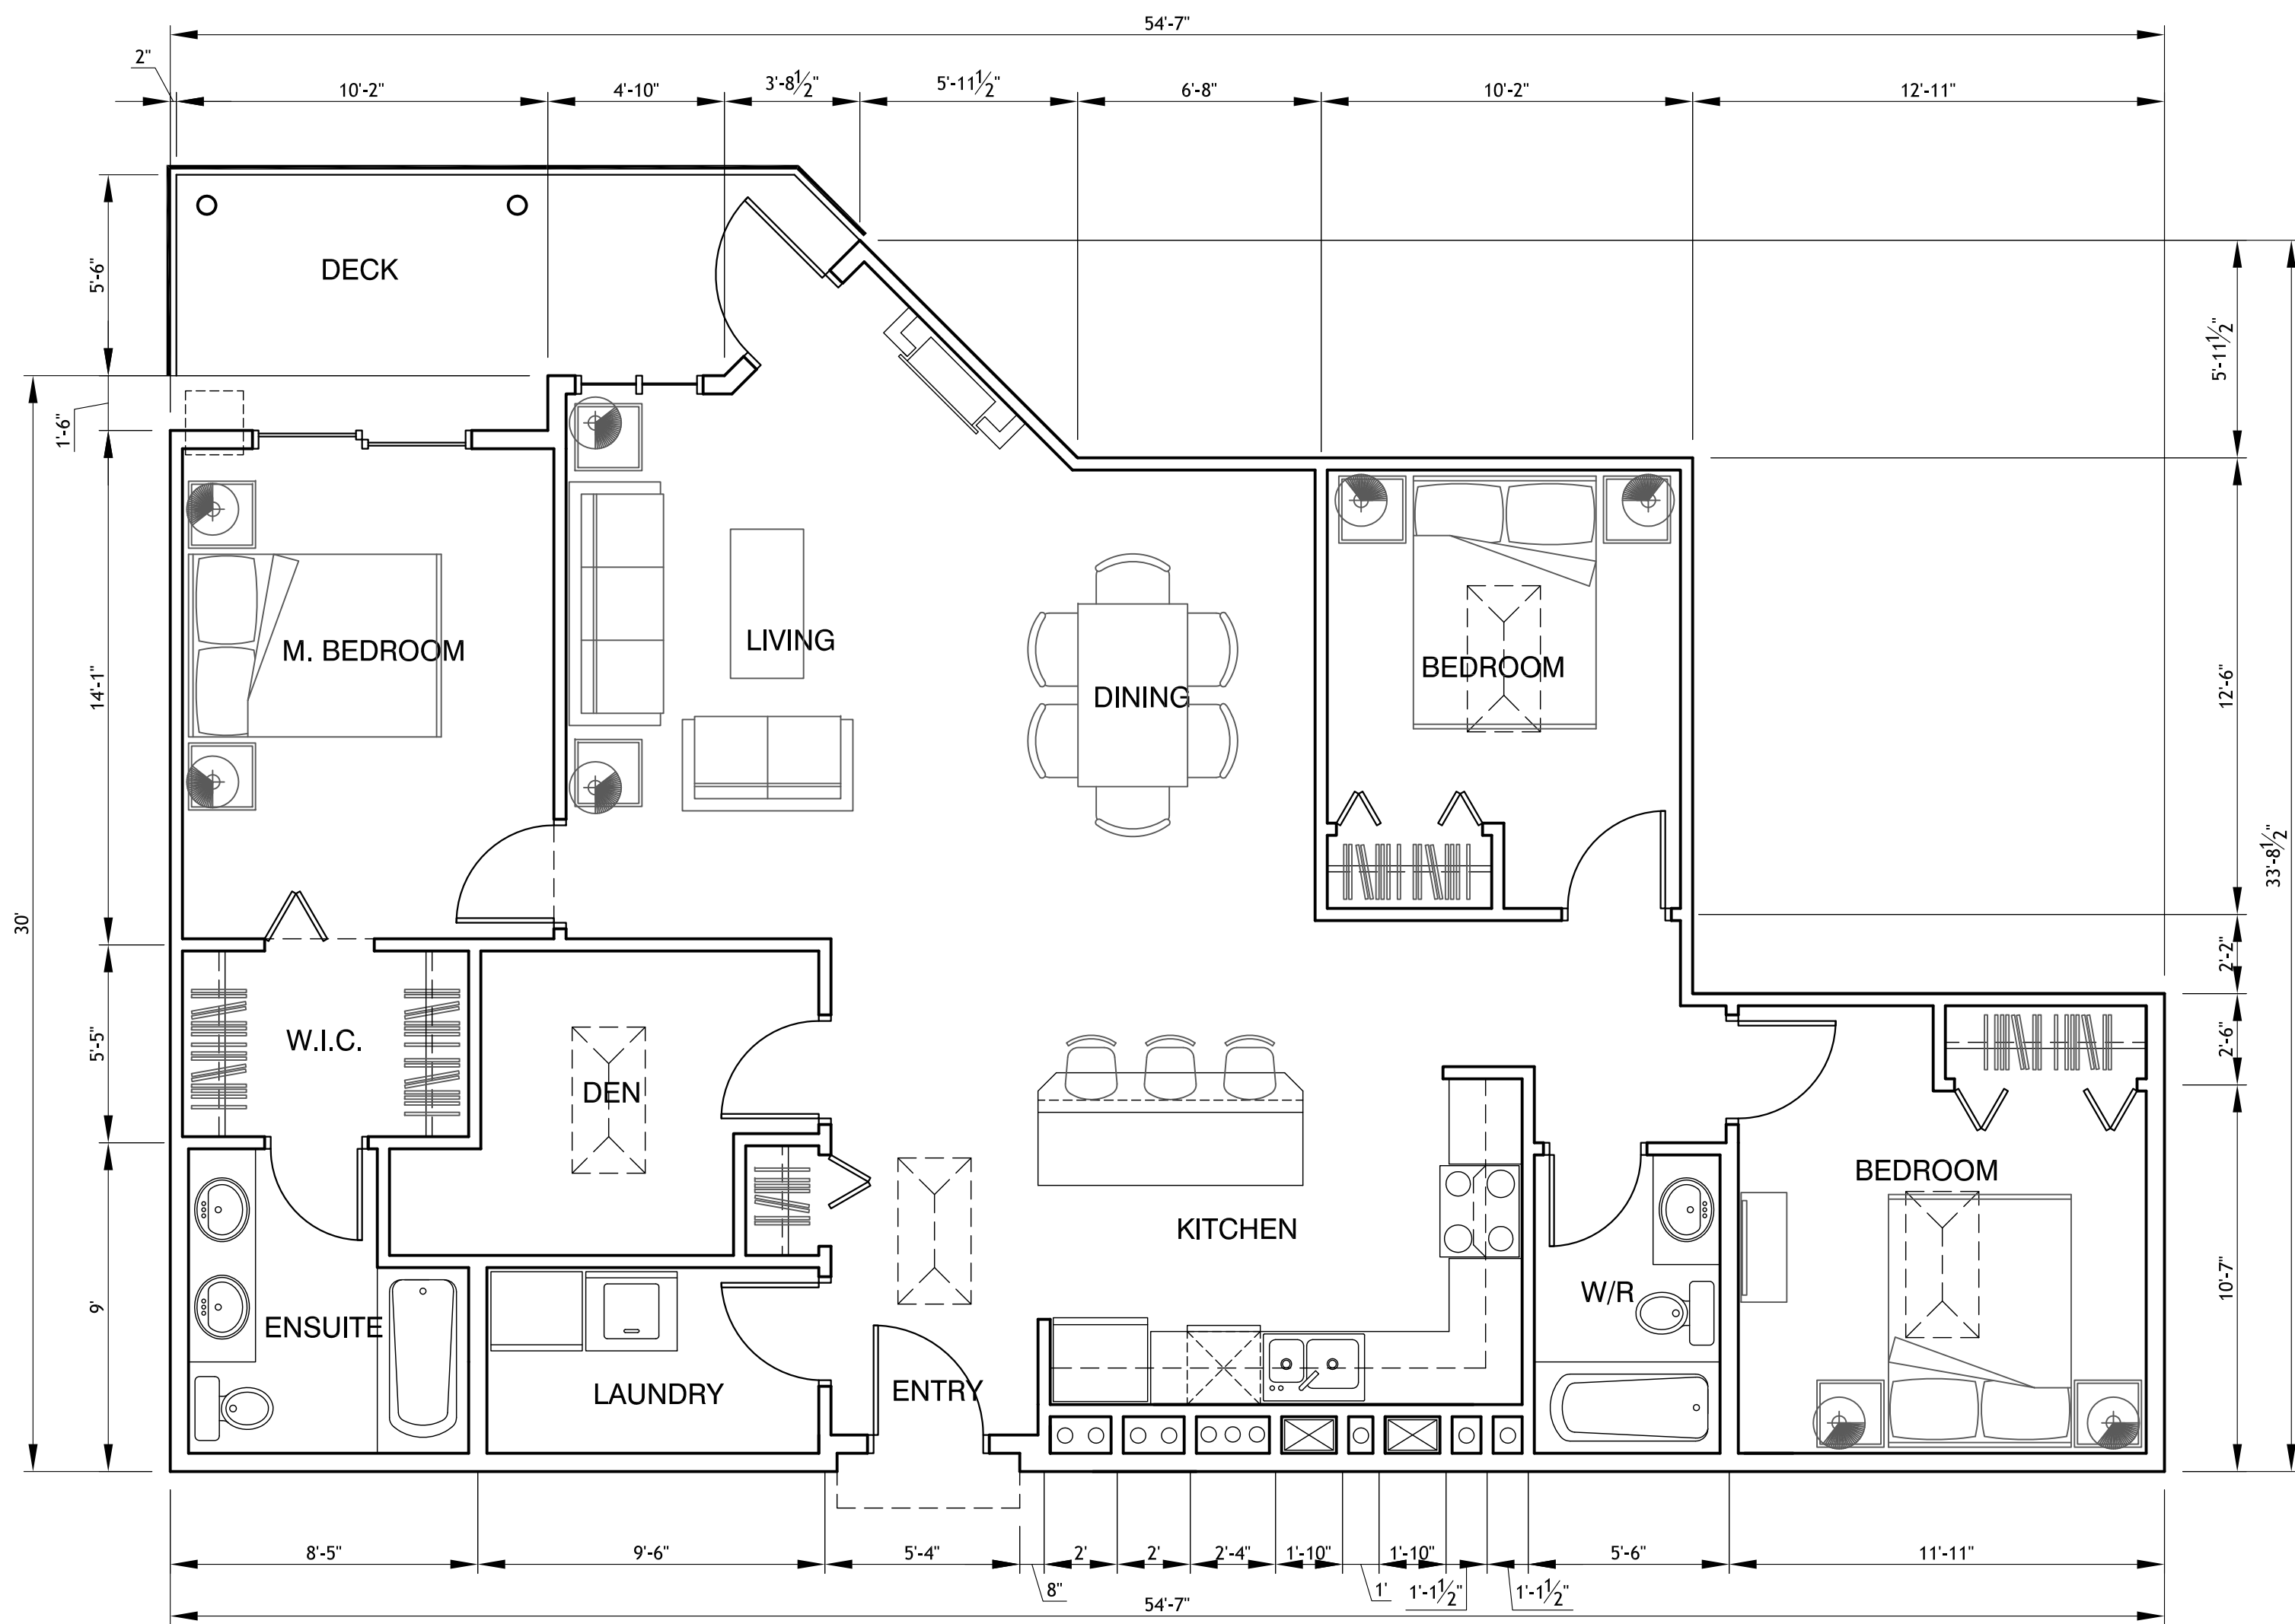 54'-7"
2"
10'-2"
4'-10"
3'-8½"
5'-11½"
6'-8"
10'-2"
12'-11"
5'-6"
DECK
5'-11½"
1'-6"
14'-1"
30'
M. BEDROOM
LIVING
DINING
BEDROOM
12'-6"
33'-8½"
2'-2"
5'-5"
W.I.C.
DEN
2'-6"
KITCHEN
BEDROOM
9'
ENSUITE
W/R
10'-7"
LAUNDRY
ENTRY
8'-5"
9'-6"
5'-4"
8"
2'
2'
2'-4"
1'-10"
1'
1'-10"
1'-1½"
1'-1½"
5'-6"
11'-11"
54'-7"